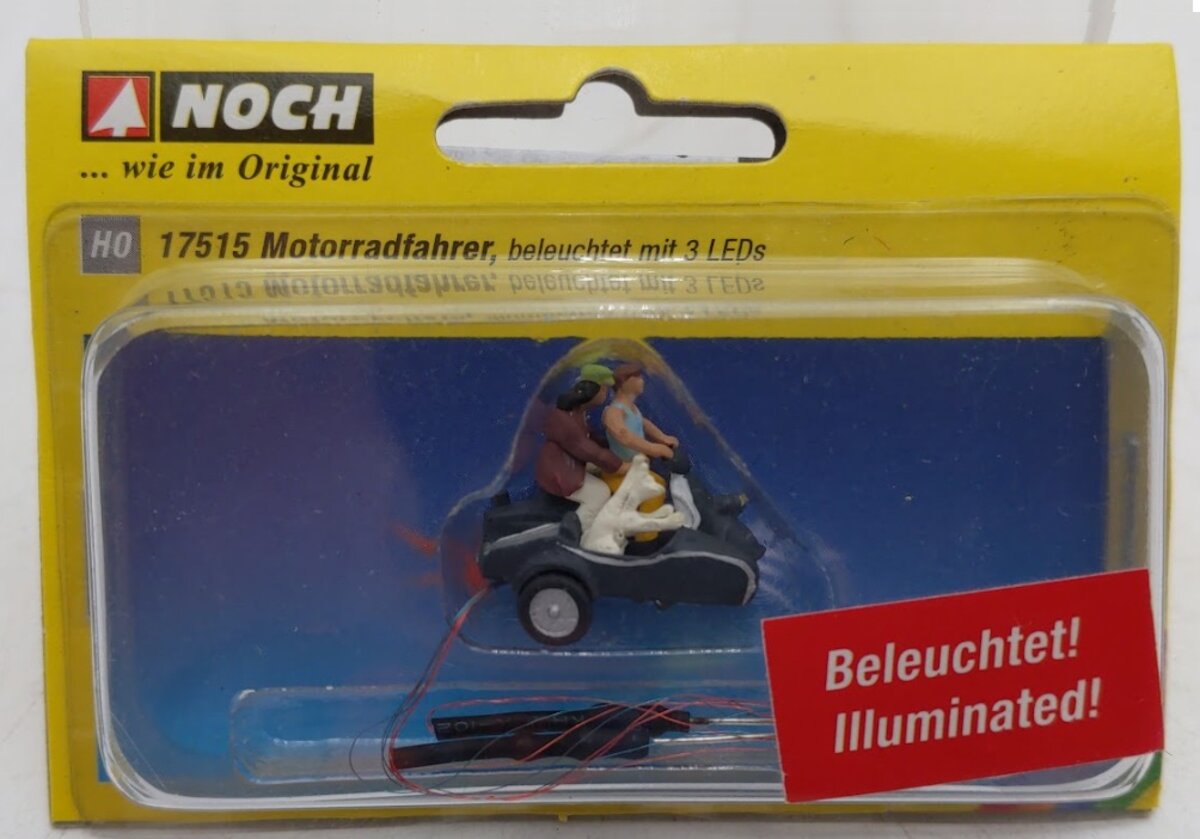 NOCH
... wie im Original
H0 17515 Motorradfahrer, beleuchtet mit 3 LEDs
Beleuchtet!
Illuminated!